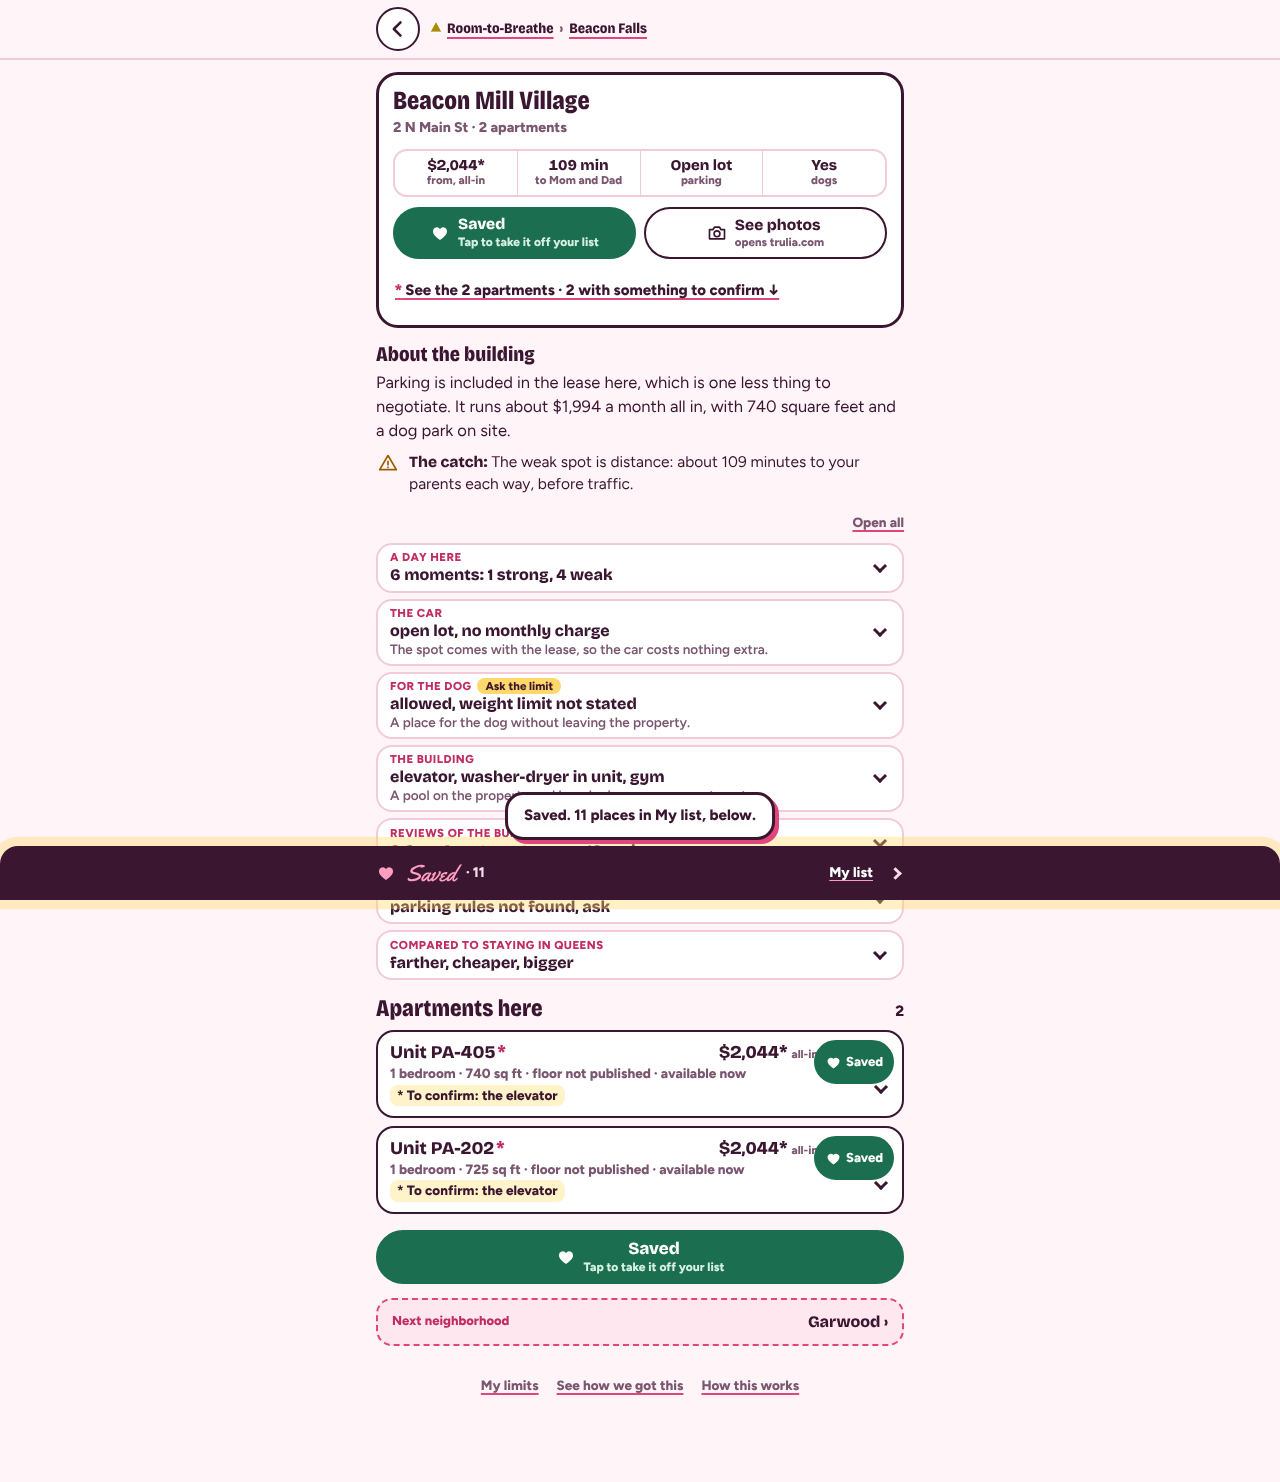 Room-to-Breathe › Beacon Falls
Beacon Mill Village
2 N Main St · 2 apartments
$2,044* 109 min Open lot Yes
from, all-in to Mom and Dad parking dogs
Saved See photos
Tap to take it off your list opens trulia.com
* See the 2 apartments · 2 with something to confirm ↓
About the building
Parking is included in the lease here, which is one less thing to
negotiate. It runs about $1,994 a month all in, with 740 square feet and
a dog park on site.
The catch: The weak spot is distance: about 109 minutes to your
parents each way, before traffic.
Open all
A DAY HERE
6 moments: 1 strong, 4 weak
THE CAR
open lot, no monthly charge
The spot comes with the lease, so the car costs nothing extra.
FOR THE DOG Ask the limit
allowed, weight limit not stated
A place for the dog without leaving the property.
THE BUILDING
elevator, washer-dryer in unit, gym
A pool on the
Saved. 11 places in My list, below.
REVIEWS OF THE
Saved · 11 My list
parking rules not found, ask
COMPARED TO STAYING IN QUEENS
farther, cheaper, bigger
Apartments here 2
Unit PA-405* $2,044* all-in Saved
1 bedroom · 740 sq ft · floor not published · available now
* To confirm: the elevator
Unit PA-202* $2,044* all-in Saved
1 bedroom · 725 sq ft · floor not published · available now
* To confirm: the elevator
Saved
Tap to take it off your list
Next neighborhood Garwood ›
My limits See how we got this How this works